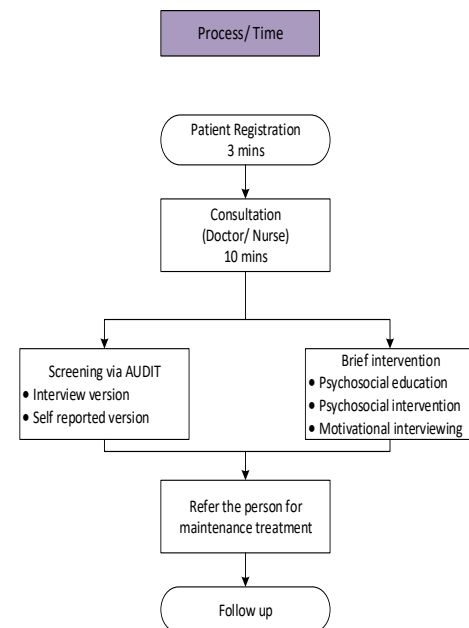 Process/ Time
Patient Registration
3 mins
Consultation
(Doctor/ Nurse)
10 mins
Screening via AUDIT
• Interview version
• Self reported version
Brief intervention
• Psychosocial education
• Psychosocial intervention
• Motivational interviewing
Refer the person for
maintenance treatment
Follow up